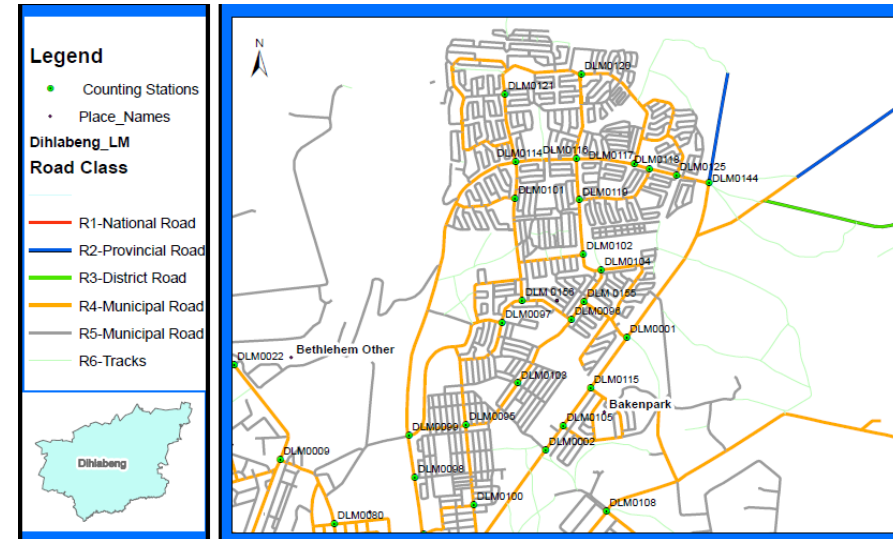 Legend
Counting Stations
Place_Names
Dihlabeng_LM
Road Class
R1-National Road
R2-Provincial Road
R3-District Road
R4-Municipal Road
R5-Municipal Road
R6-Tracks
Dihlabeng
N
DLM0120
DLM0121
DLM0114
DLM0116
DLM0117
DLM0118
DLM0125
DLM0144
DLM0101
DLM0119
DLM0102
DLM0104
DLM 0156
DLM 0155
DLM0097
DLM0096
DLM0001
Bethlehem Other
DLM0022
DLM0103
DLM0115
Bakenpark
DLM0095
DLM0105
DLM0099
DLM0002
DLM0009
DLM0098
DLM0100
DLM0108
DLM0080